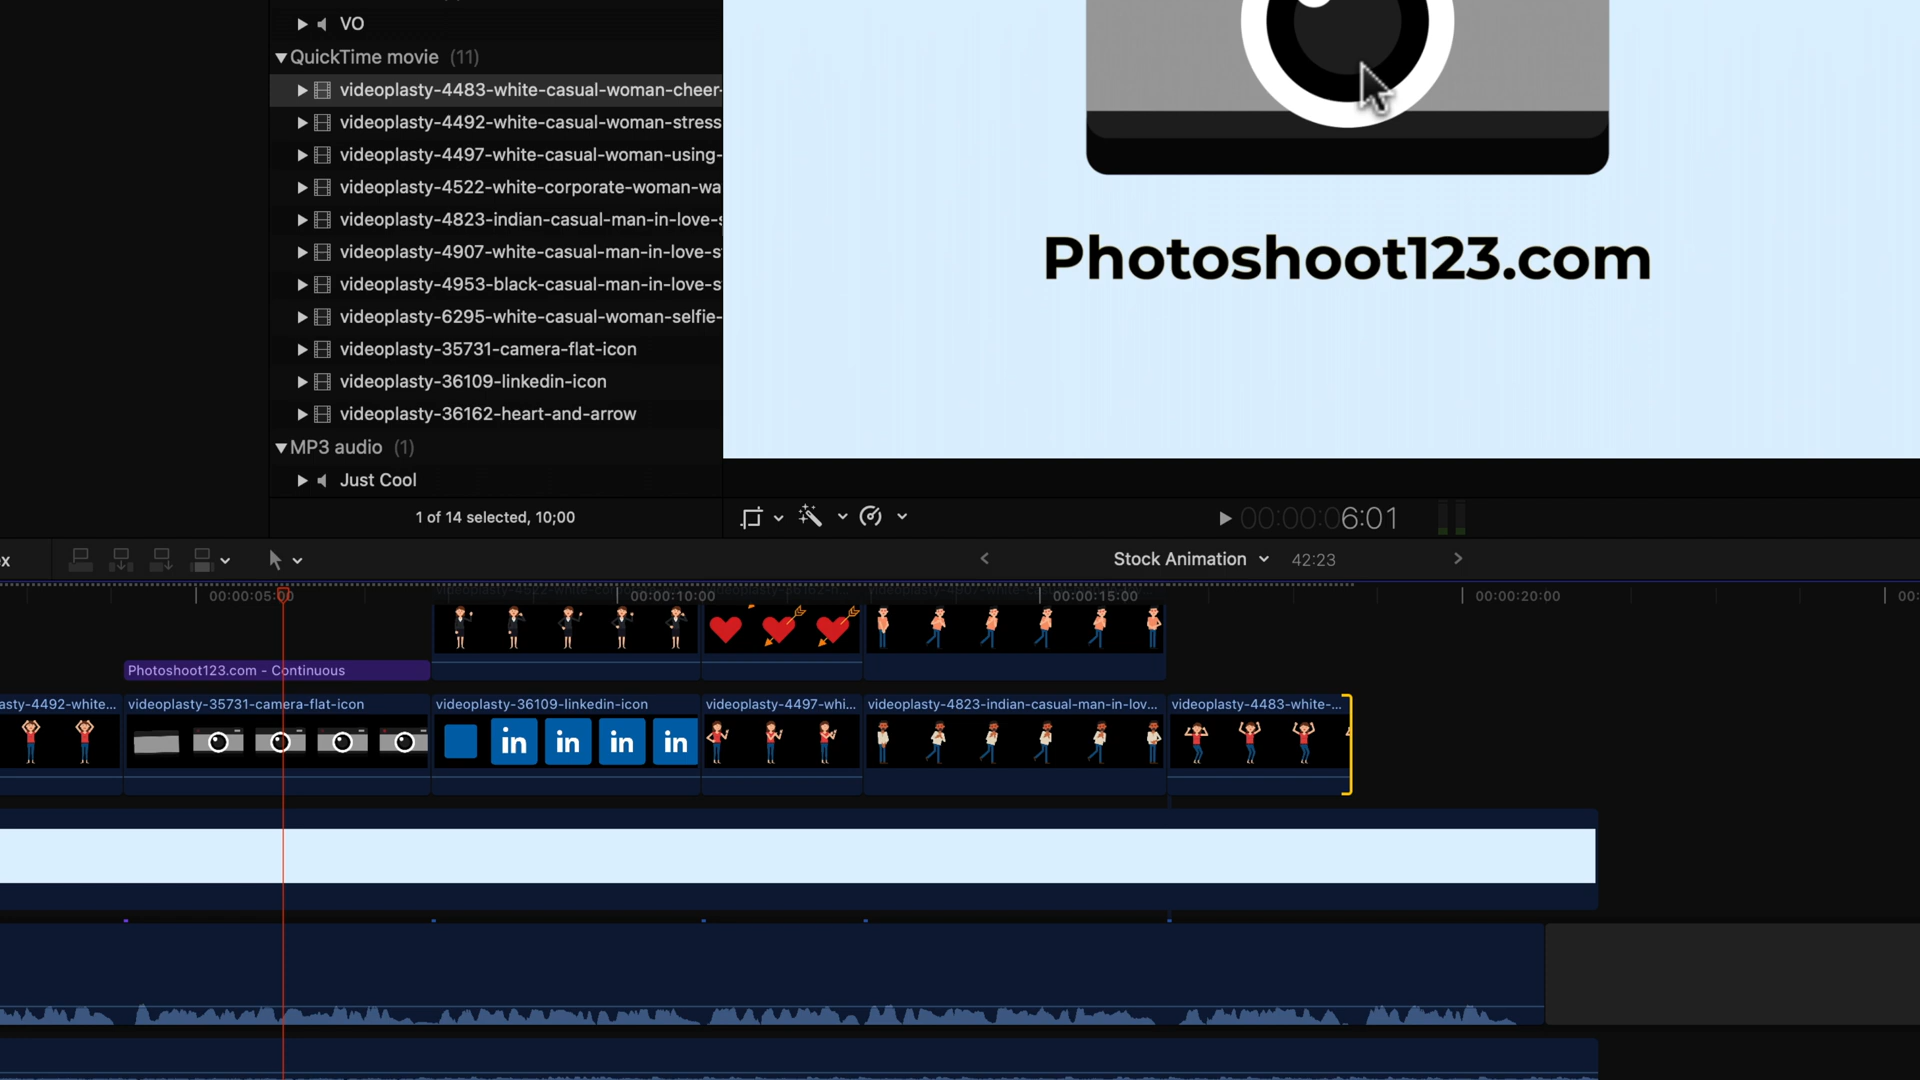 VO
QuickTime movie (11)
videoplasty-4483-white-casual-woman-cheer-
videoplasty-4492-white-casual-woman-stress
videoplasty-4497-white-casual-woman-using-
videoplasty-4522-white-corporate-woman-wa
videoplasty-4823-indian-casual-man-in-love-s
videoplasty-4907-white-casual-man-in-love-s
videoplasty-4953-black-casual-man-in-love-s
videoplasty-6295-white-casual-woman-selfie-
videoplasty-35731-camera-flat-icon
videoplasty-36109-linkedin-icon
videoplasty-36162-heart-and-arrow
MP3 audio (1)
Just Cool
1 of 14 selected, 10;00
Photoshoot123.com
00:00:06:01
x
Stock Animation 42:23
00:00:05:00 00:00:10:00 00:00:15:00 00:00:20:00 00:
Photoshoot123.com - Continuous
asty-4492-white... videoplasty-35731-camera-flat-icon videoplasty-36109-linkedin-icon videoplasty-4497-whi... videoplasty-4823-indian-casual-man-in-lov... videoplasty-4483-white-...
in in in in